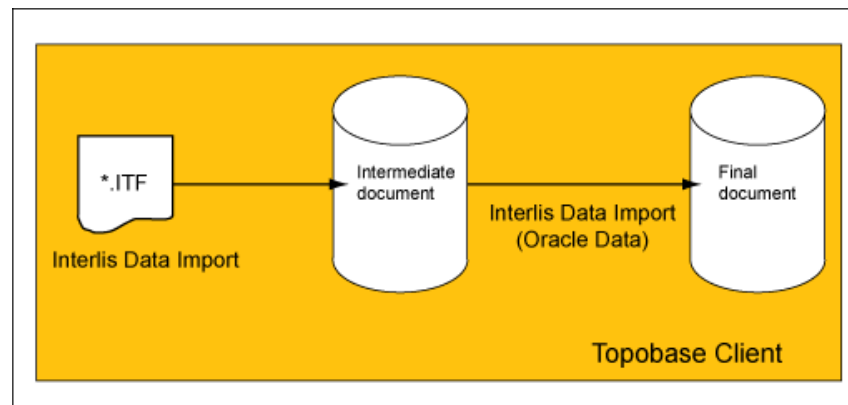 *.ITF
Interlis Data Import
Intermediate
document
Interlis Data Import
(Oracle Data)
Final
document
Topobase Client